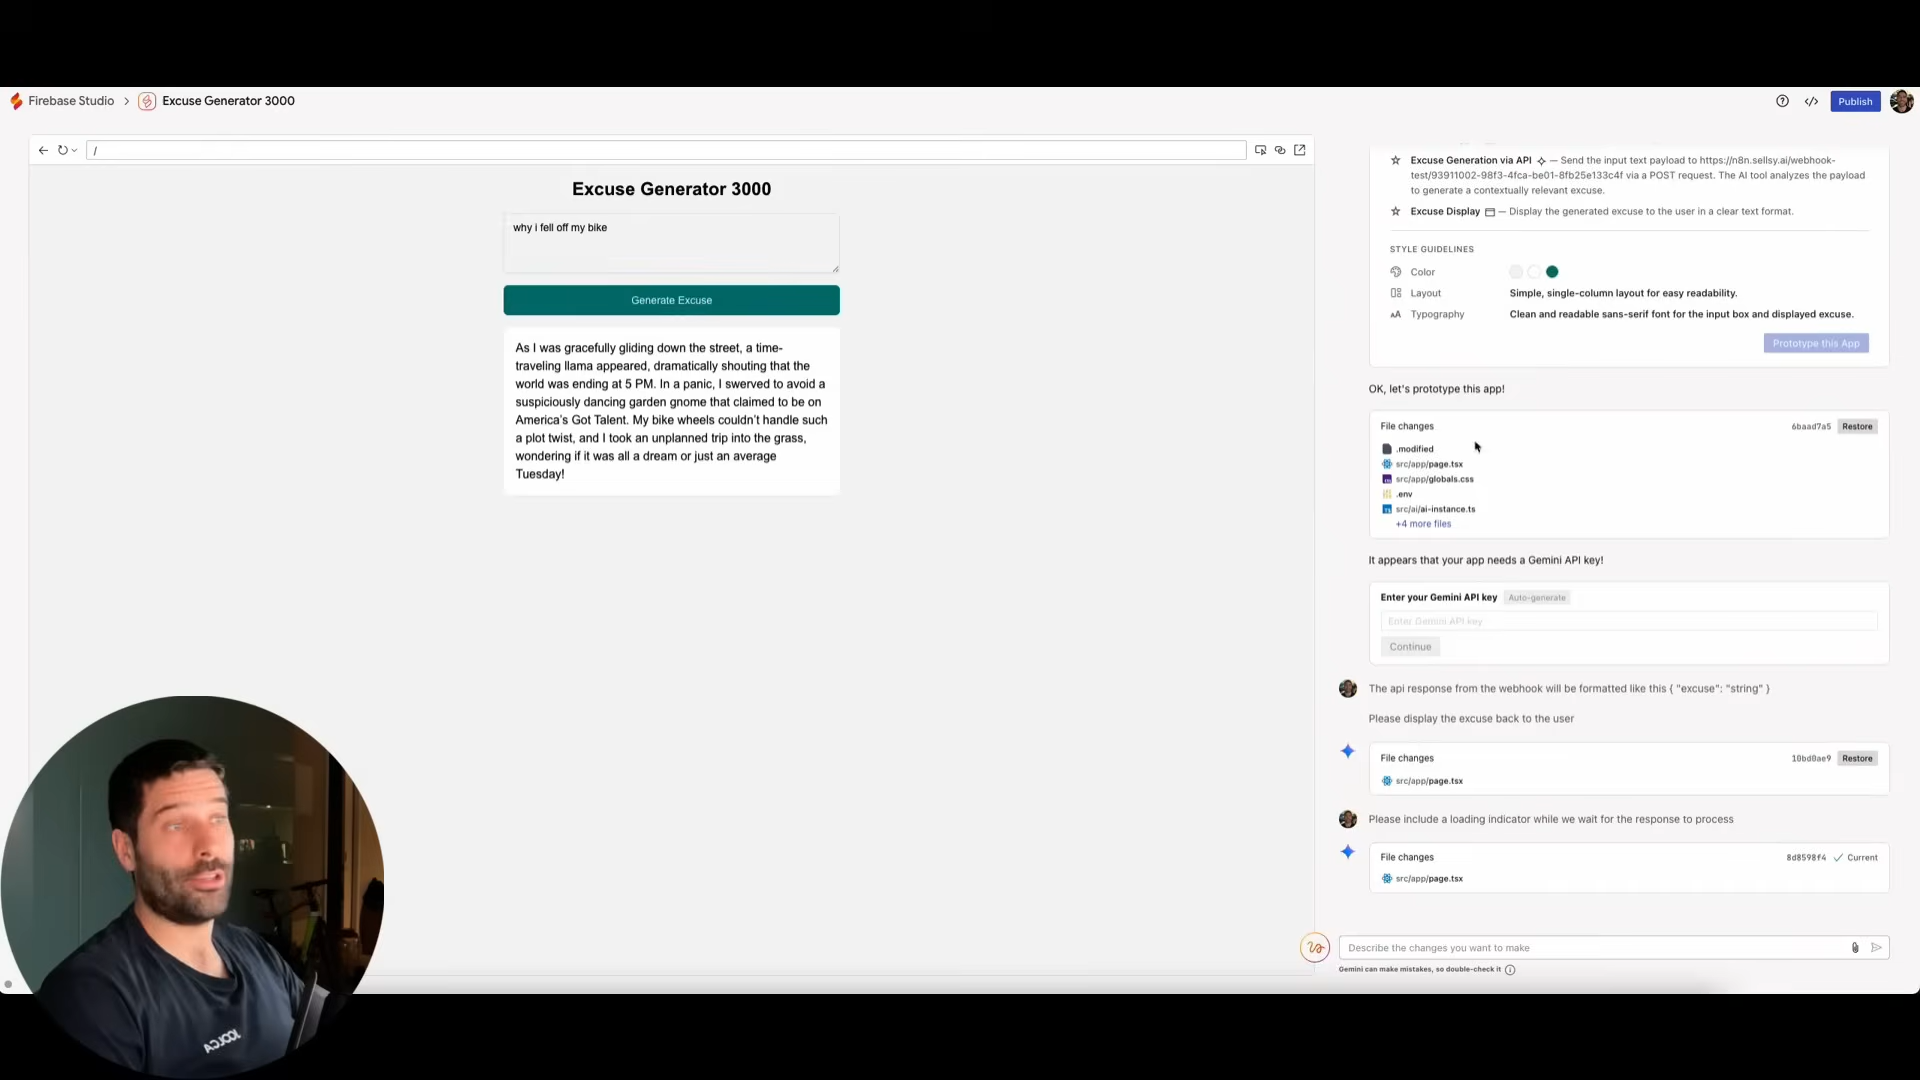 Firebase Studio > Excuse Generator 3000
Publish
/
Excuse Generator 3000
why i fell off my bike
Generate Excuse
As I was gracefully gliding down the street, a time-
traveling llama appeared, dramatically shouting that the
world was ending at 5 PM. In a panic, I swerved to avoid a
suspiciously dancing garden gnome that claimed to be on
America's Got Talent. My bike wheels couldn't handle such
a plot twist, and I took an unplanned trip into the grass,
wondering if it was all a dream or just an average
Tuesday!
Excuse Generation via API — Send the input text payload to https://n8n.sellsy.ai/webhook-
test/93911002-98f3-4fca-be01-8fb25e133c4f via a POST request. The AI tool analyzes the payload
to generate a contextually relevant excuse.
Excuse Display — Display the generated excuse to the user in a clear text format.
STYLE GUIDELINES
Color
Layout Simple, single-column layout for easy readability.
AA Typography Clean and readable sans-serif font for the input box and displayed excuse.
Prototype this App
OK, let's prototype this app!
File changes 6baad7a5 Restore
.modified
src/app/page.tsx
src/app/globals.css
.env
src/ai/ai-instance.ts
+4 more files
It appears that your app needs a Gemini API key!
Enter your Gemini API key Auto-generate
Enter Gemini API key
Continue
The api response from the webhook will be formatted like this { "excuse": "string" }
Please display the excuse back to the user
File changes 10bd0ae9 Restore
src/app/page.tsx
Please include a loading indicator while we wait for the response to process
File changes 8d8598f4 Current
src/app/page.tsx
Describe the changes you want to make
Gemini can make mistakes, so double-check it
JOOLCA